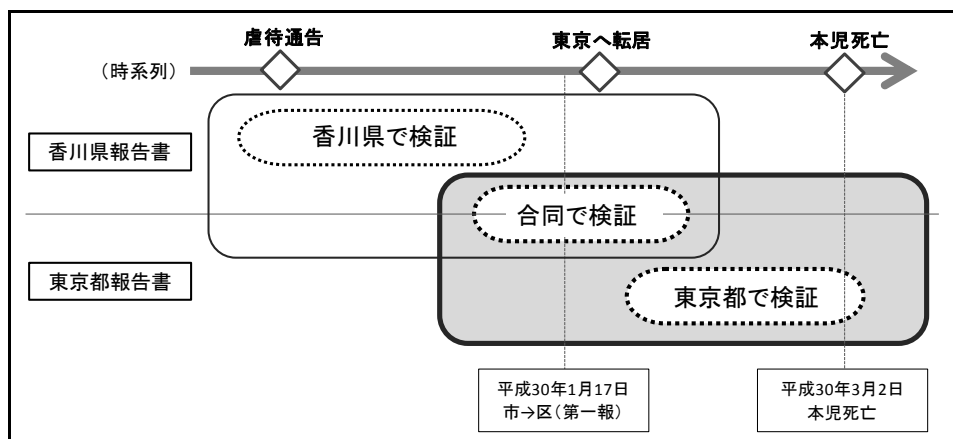 虐待通告
東京へ転居
本児死亡
（時系列）
香川県で検証
香川県報告書
合同で検証
東京都報告書
東京都で検証
平成30年1月17日
市→区（第一報）
平成30年3月2日
本児死亡